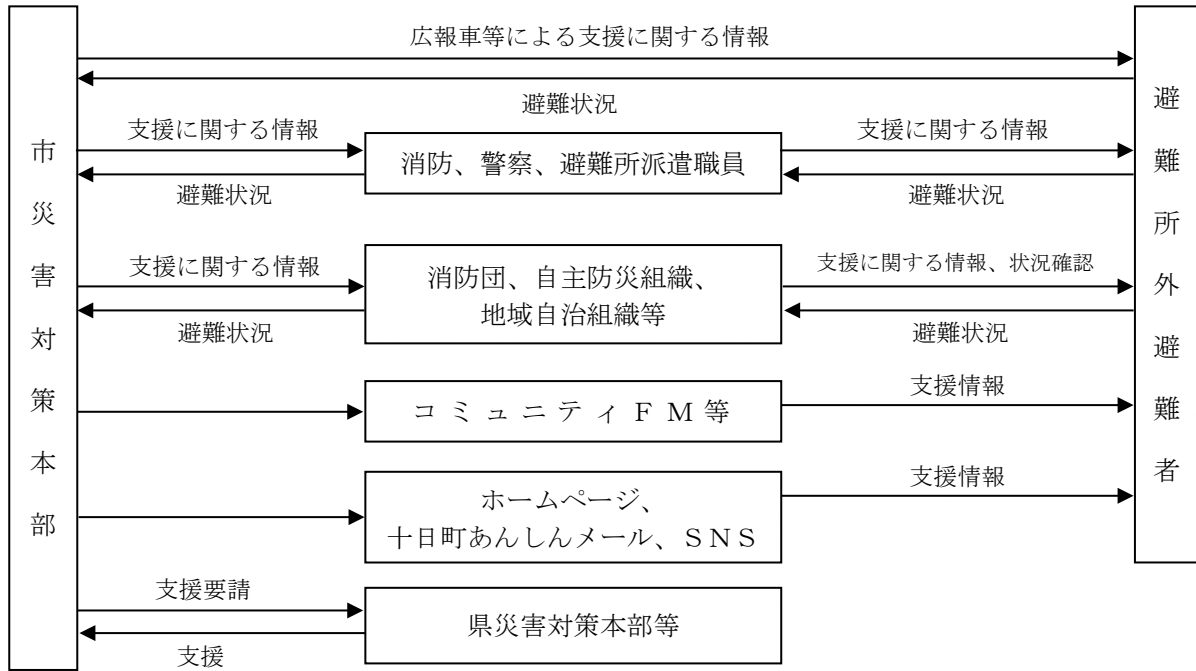 市災害対策本部
広報車等による支援に関する情報
避難状況
支援に関する情報
消防、警察、避難所派遣職員
支援に関する情報
避難状況
避難状況
支援に関する情報
消防団、自主防災組織、
地域自治組織等
支援に関する情報、状況確認
避難状況
避難状況
コミュニティＦＭ等
支援情報
ホームページ、
十日町あんしんメール、ＳＮＳ
支援情報
支援要請
県災害対策本部等
支援
避難所外避難者